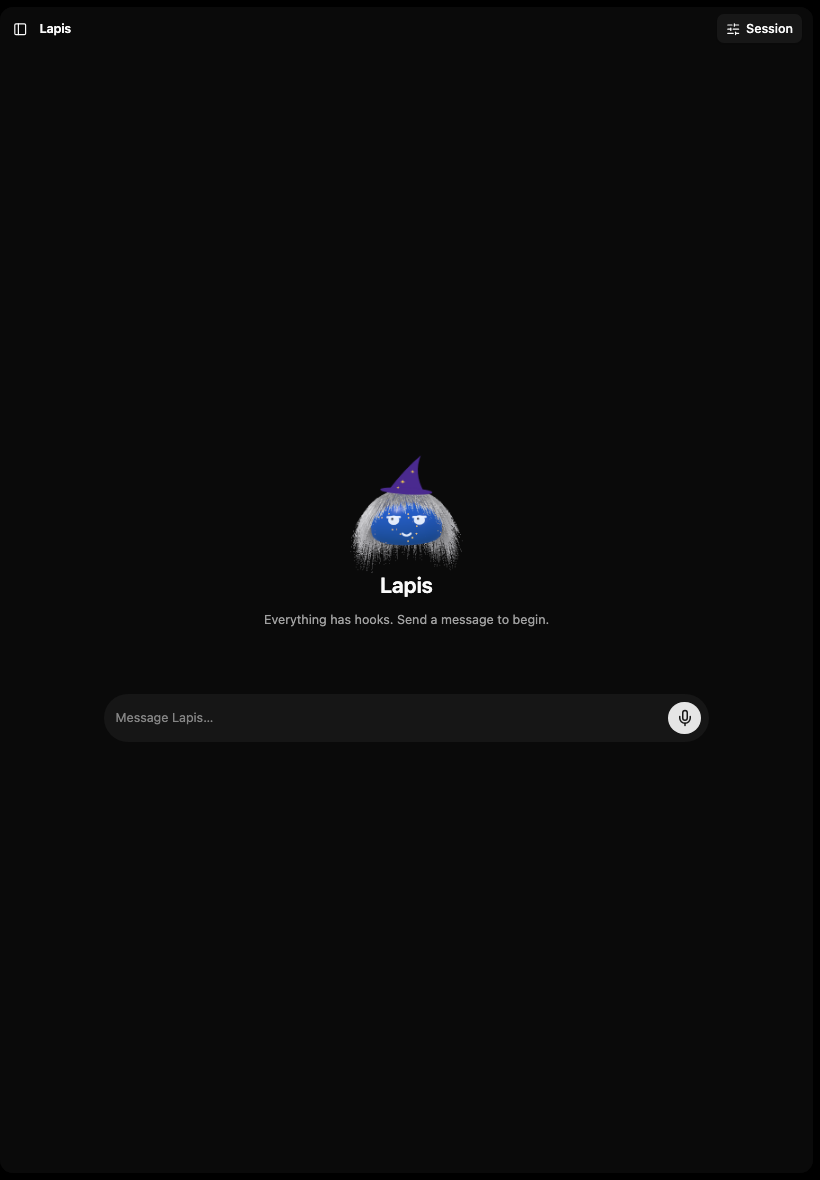 Lapis
Session
Lapis
Everything has hooks. Send a message to begin.
Message Lapis...